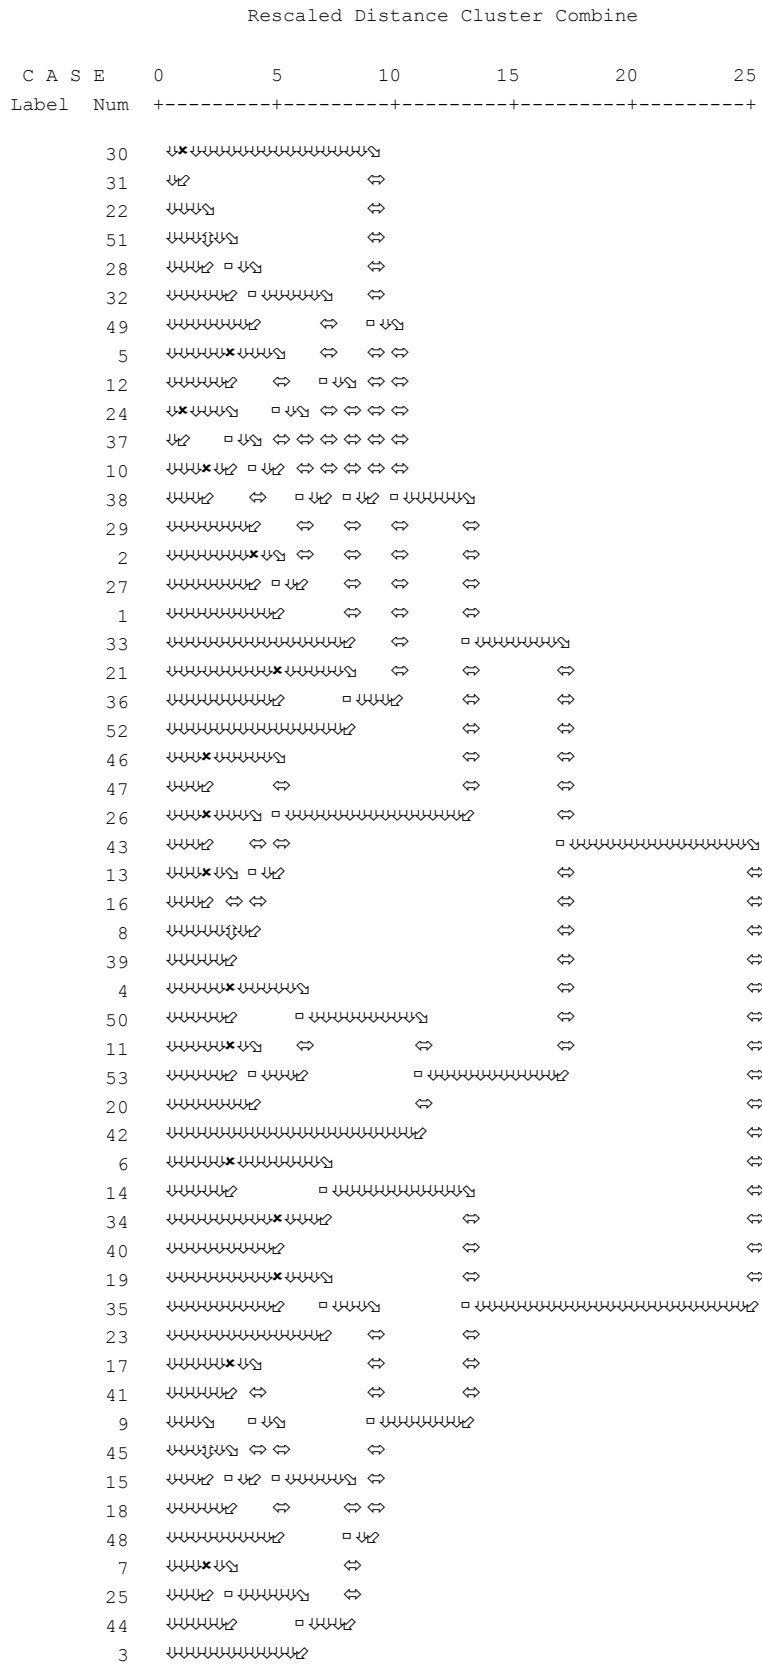 Rescaled Distance Cluster Combine
C A S E 0 5 10 15 20 25
Label Num +---------+---------+---------+---------+---------+
30 ⇩×⇩⇩⇩⇩⇩⇩⇩⇩⇩⇩⇩⇩⇩⇩⇩⇩⬂
31 ⇩⬃ ⇔
22 ⇩⇩⇩⬂ ⇔
51 ⇩⇩⇩⇳⇩⬂ ⇔
28 ⇩⇩⇩⬃ □⇩⬂ ⇔
32 ⇩⇩⇩⇩⇩⬃ □⇩⇩⇩⇩⇩⬂ ⇔
49 ⇩⇩⇩⇩⇩⇩⇩⬃ ⇔ □⇩⬂
5 ⇩⇩⇩⇩⇩×⇩⇩⇩⬂ ⇔ ⇔ ⇔
12 ⇩⇩⇩⇩⇩⬃ ⇔ □⇩⬂ ⇔ ⇔
24 ⇩×⇩⇩⇩⬂ □⇩⬂ ⇔ ⇔ ⇔ ⇔
37 ⇩⬃ □⇩⬂ ⇔ ⇔ ⇔ ⇔ ⇔ ⇔
10 ⇩⇩⇩×⇩⬃ □⇩⬃ ⇔ ⇔ ⇔ ⇔ ⇔
38 ⇩⇩⇩⬃ ⇔ □⇩⬃ □⇩⬃ □⇩⇩⇩⇩⇩⬂
29 ⇩⇩⇩⇩⇩⇩⇩⬃ ⇔ ⇔ ⇔ ⇔
2 ⇩⇩⇩⇩⇩⇩⇩×⇩⬂ ⇔ ⇔ ⇔ ⇔
27 ⇩⇩⇩⇩⇩⇩⇩⬃ □⇩⬃ ⇔ ⇔ ⇔
1 ⇩⇩⇩⇩⇩⇩⇩⇩⇩⬃ ⇔ ⇔ ⇔
33 ⇩⇩⇩⇩⇩⇩⇩⇩⇩⇩⇩⇩⇩⇩⇩⬃ ⇔ □⇩⇩⇩⇩⇩⇩⇩⬂
21 ⇩⇩⇩⇩⇩⇩⇩⇩⇩×⇩⇩⇩⇩⇩⬂ ⇔ ⇔ ⇔
36 ⇩⇩⇩⇩⇩⇩⇩⇩⇩⬃ □⇩⇩⇩⬃ ⇔ ⇔
52 ⇩⇩⇩⇩⇩⇩⇩⇩⇩⇩⇩⇩⇩⇩⇩⬃ ⇔ ⇔
46 ⇩⇩⇩×⇩⇩⇩⇩⇩⬂ ⇔ ⇔
47 ⇩⇩⇩⬃ ⇔ ⇔ ⇔
26 ⇩⇩⇩×⇩⇩⇩⬂ □⇩⇩⇩⇩⇩⇩⇩⇩⇩⇩⇩⇩⇩⇩⇩⬃ ⇔
43 ⇩⇩⇩⬃ ⇔ ⇔ □⇩⇩⇩⇩⇩⇩⇩⇩⇩⇩⇩⇩⇩⇩⇩⬂
13 ⇩⇩⇩×⇩⬂ □⇩⬃ ⇔ ⇔
16 ⇩⇩⇩⬃ ⇔ ⇔ ⇔ ⇔
8 ⇩⇩⇩⇩⇩⇳⇩⬃ ⇔ ⇔
39 ⇩⇩⇩⇩⇩⬃ ⇔ ⇔
4 ⇩⇩⇩⇩⇩×⇩⇩⇩⇩⇩⬂ ⇔ ⇔
50 ⇩⇩⇩⇩⇩⬃ □⇩⇩⇩⇩⇩⇩⇩⇩⇩⬂ ⇔ ⇔
11 ⇩⇩⇩⇩⇩×⇩⬂ ⇔ ⇔ ⇔ ⇔
53 ⇩⇩⇩⇩⇩⬃ □⇩⇩⇩⬃ □⇩⇩⇩⇩⇩⇩⇩⇩⇩⇩⇩⬃ ⇔
20 ⇩⇩⇩⇩⇩⇩⇩⬃ ⇔ ⇔
42 ⇩⇩⇩⇩⇩⇩⇩⇩⇩⇩⇩⇩⇩⇩⇩⇩⇩⇩⇩⇩⇩⬃ ⇔
6 ⇩⇩⇩⇩⇩×⇩⇩⇩⇩⇩⇩⇩⬂ ⇔
14 ⇩⇩⇩⇩⇩⬃ □⇩⇩⇩⇩⇩⇩⇩⇩⇩⇩⇩⬂ ⇔
34 ⇩⇩⇩⇩⇩⇩⇩⇩⇩×⇩⇩⇩⬃ ⇔ ⇔
40 ⇩⇩⇩⇩⇩⇩⇩⇩⇩⬃ ⇔ ⇔
19 ⇩⇩⇩⇩⇩⇩⇩⇩⇩×⇩⇩⇩⬂ ⇔ ⇔
35 ⇩⇩⇩⇩⇩⇩⇩⇩⇩⬃ □⇩⇩⇩⬂ □⇩⇩⇩⇩⇩⇩⇩⇩⇩⇩⇩⇩⇩⇩⇩⇩⇩⇩⇩⇩⇩⇩⇩⬃
23 ⇩⇩⇩⇩⇩⇩⇩⇩⇩⇩⇩⇩⇩⬃ ⇔ ⇔
17 ⇩⇩⇩⇩⇩×⇩⬂ ⇔ ⇔
41 ⇩⇩⇩⇩⇩⬃ ⇔ ⇔ ⇔
9 ⇩⇩⇩⬂ □⇩⬂ □⇩⇩⇩⇩⇩⇩⇩⬃
45 ⇩⇩⇩⇳⇩⬂ ⇔ ⇔ ⇔
15 ⇩⇩⇩⬃ □⇩⬃ □⇩⇩⇩⇩⇩⬂ ⇔
18 ⇩⇩⇩⇩⇩⬃ ⇔ ⇔ ⇔
48 ⇩⇩⇩⇩⇩⇩⇩⇩⇩⬃ □⇩⬃
7 ⇩⇩⇩×⇩⬂ ⇔
25 ⇩⇩⇩⬃ □⇩⇩⇩⇩⇩⬂ ⇔
44 ⇩⇩⇩⇩⇩⬃ □⇩⇩⇩⬃
3 ⇩⇩⇩⇩⇩⇩⇩⇩⇩⇩⇩⬃